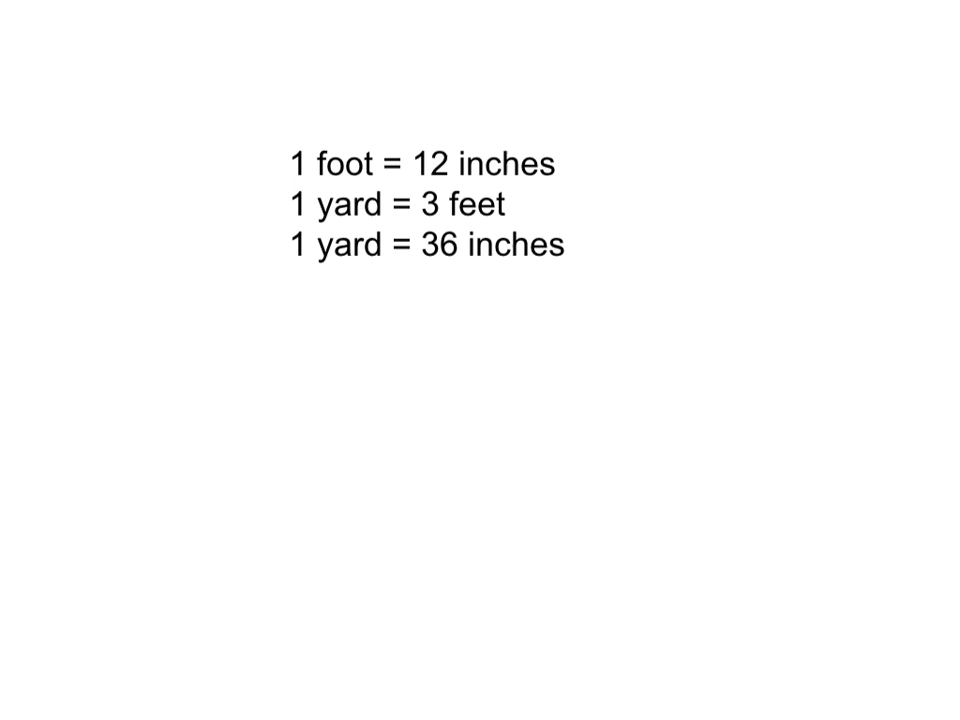 1 foot = 12 inches
1 yard = 3 feet
1 yard = 36 inches